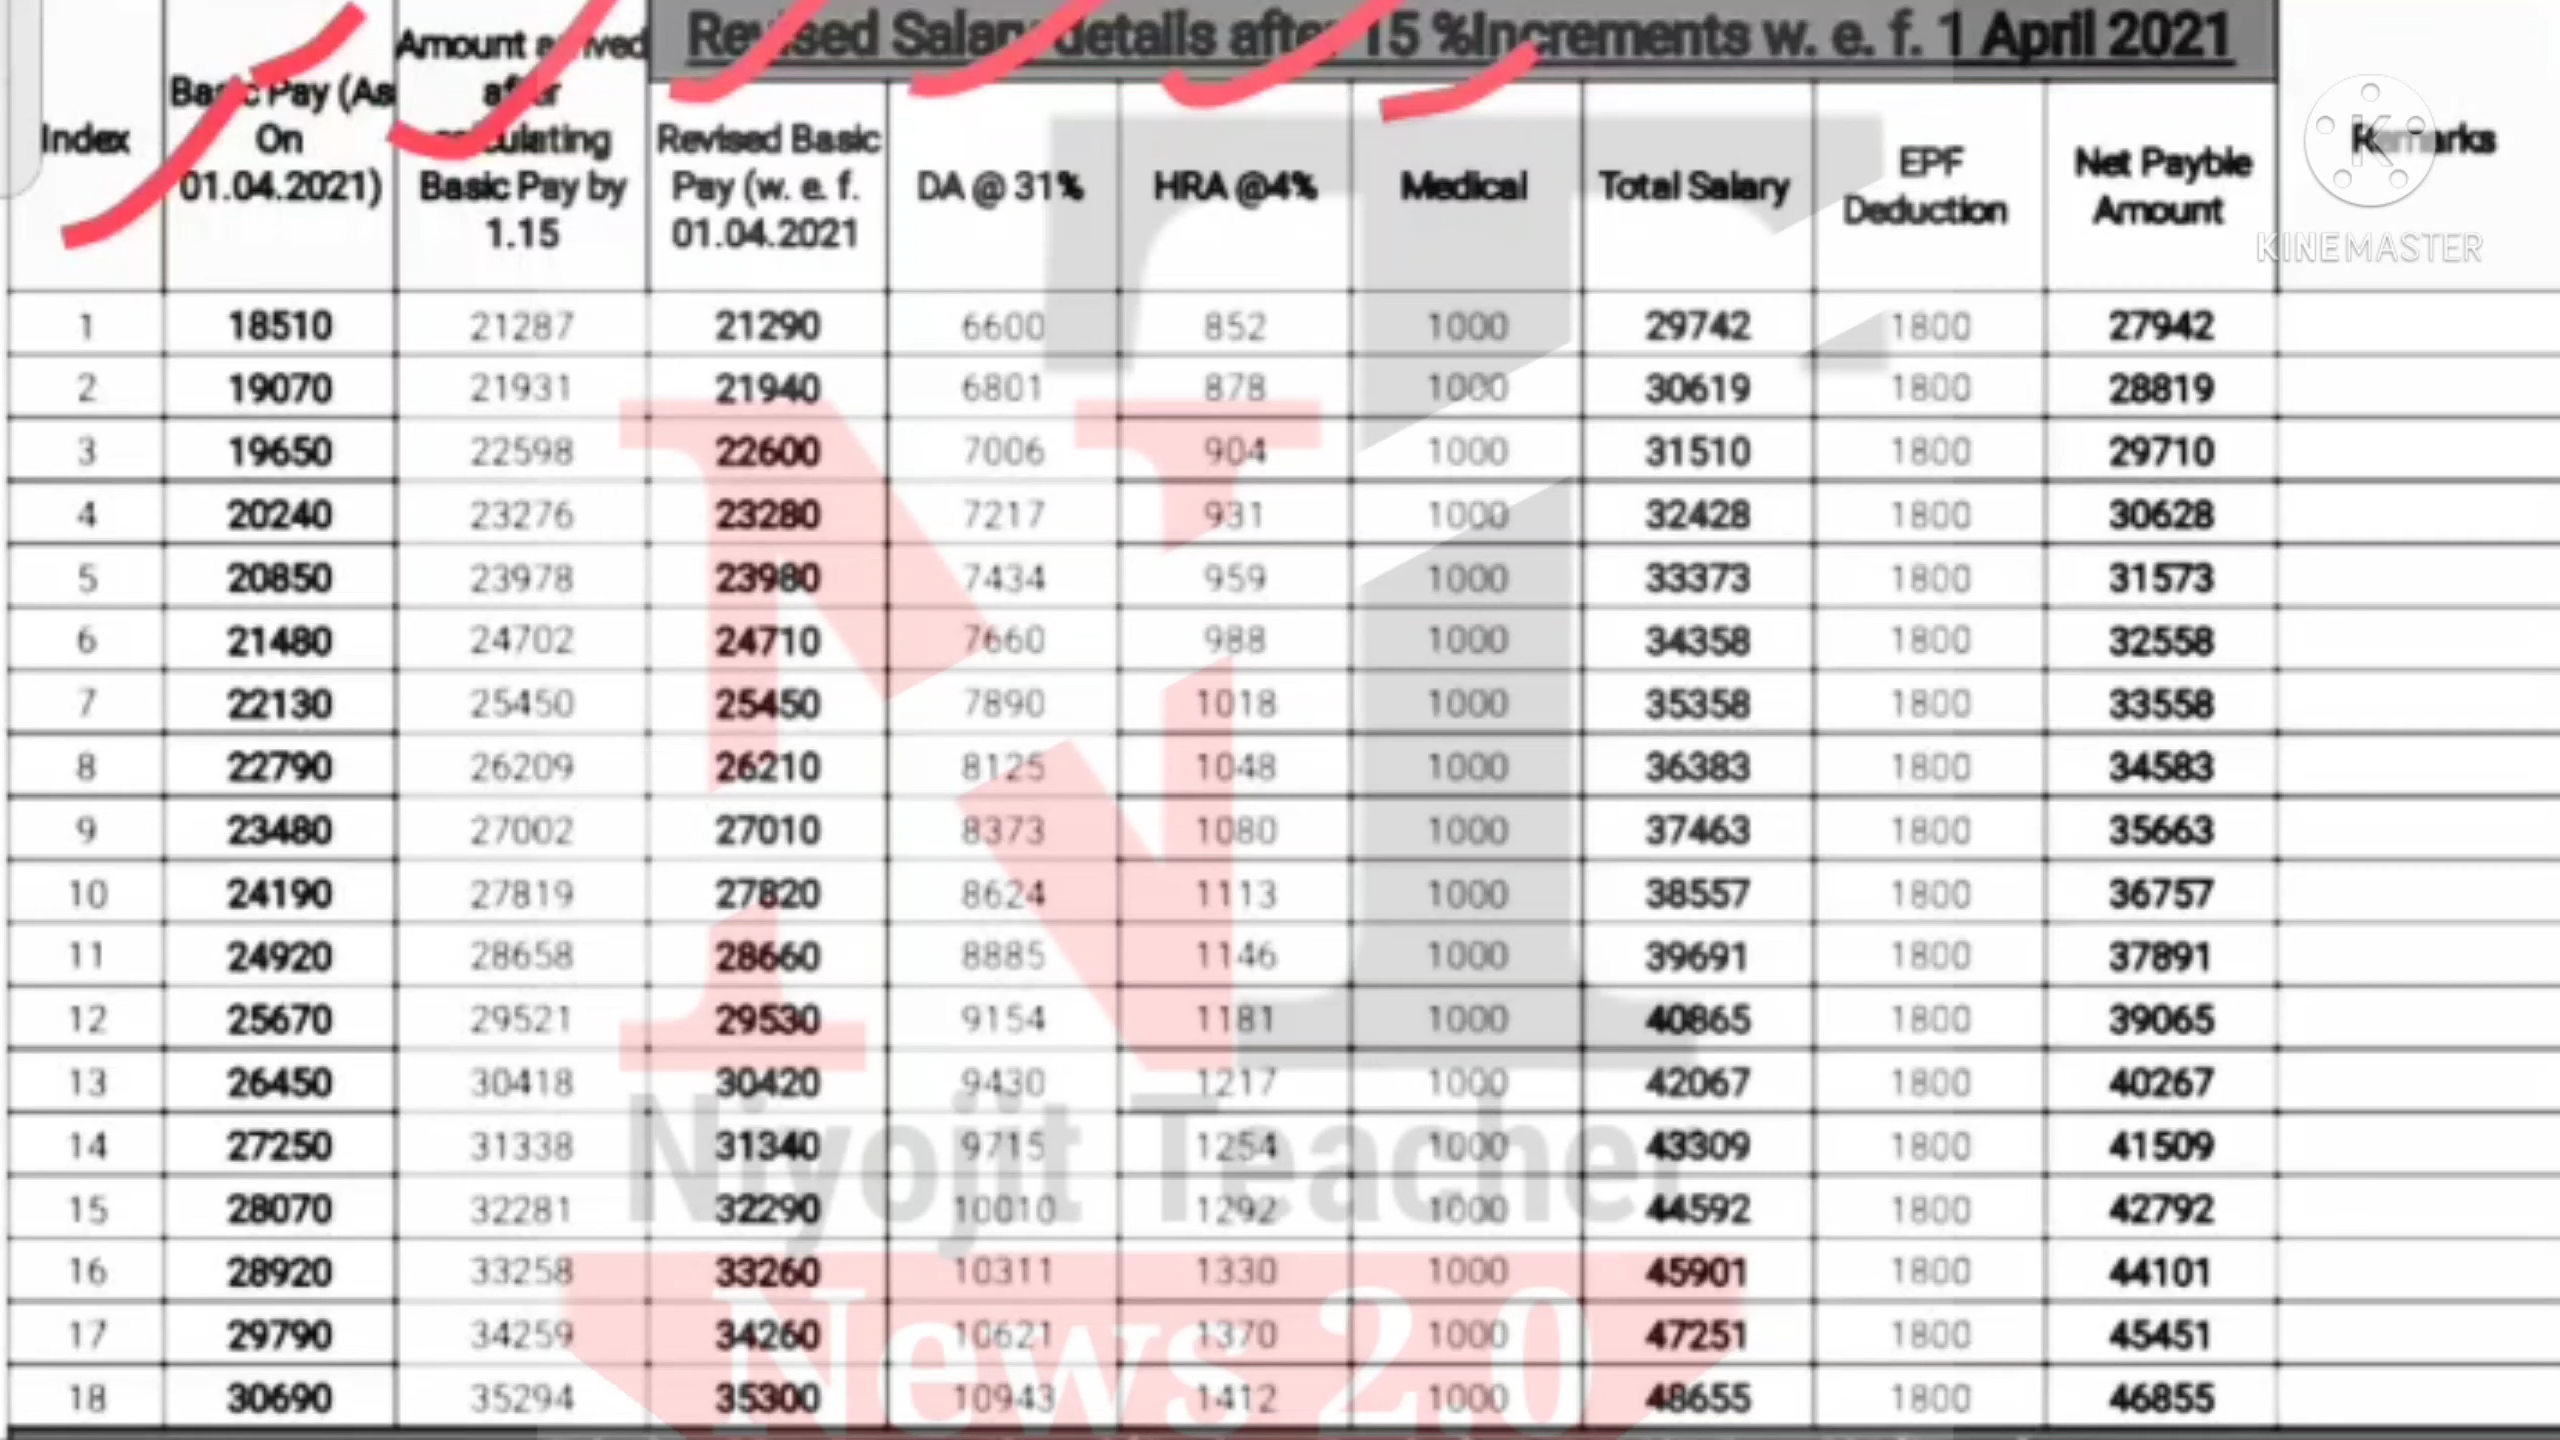 Revised Salary details after 15 %Increments w. e. f. 1 April 2021
Index
Basic Pay (As
On
01.04.2021)
Amount arrived
after
calculating
Basic Pay by
1.15
Revised Basic
Pay (w. e. f.
01.04.2021
DA @ 31%
HRA @4%
Medical
Total Salary
EPF
Deduction
Net Payble
Amount
Remarks
K
KINEMASTER
1 18510 21287 21290 6600 852 1000 29742 1800 27942
2 19070 21931 21940 6801 878 1000 30619 1800 28819
3 19650 22598 22600 7006 904 1000 31510 1800 29710
4 20240 23276 23280 7217 931 1000 32428 1800 30628
5 20850 23978 23980 7434 959 1000 33373 1800 31573
6 21480 24702 24710 7660 988 1000 34358 1800 32558
7 22130 25450 25450 7890 1018 1000 35358 1800 33558
8 22790 26209 26210 8125 1048 1000 36383 1800 34583
9 23480 27002 27010 8373 1080 1000 37463 1800 35663
10 24190 27819 27820 8624 1113 1000 38557 1800 36757
11 24920 28658 28660 8885 1146 1000 39691 1800 37891
12 25670 29521 29530 9154 1181 1000 40865 1800 39065
13 26450 30418 30420 9430 1217 1000 42067 1800 40267
14 27250 31338 31340 9715 1254 1000 43309 1800 41509
15 28070 32281 32290 10010 1292 1000 44592 1800 42792
16 28920 33258 33260 10311 1330 1000 45901 1800 44101
17 29790 34259 34260 10621 1370 1000 47251 1800 45451
18 30690 35294 35300 10943 1412 1000 48655 1800 46855
NT
Niyojit Teacher
News 2.0